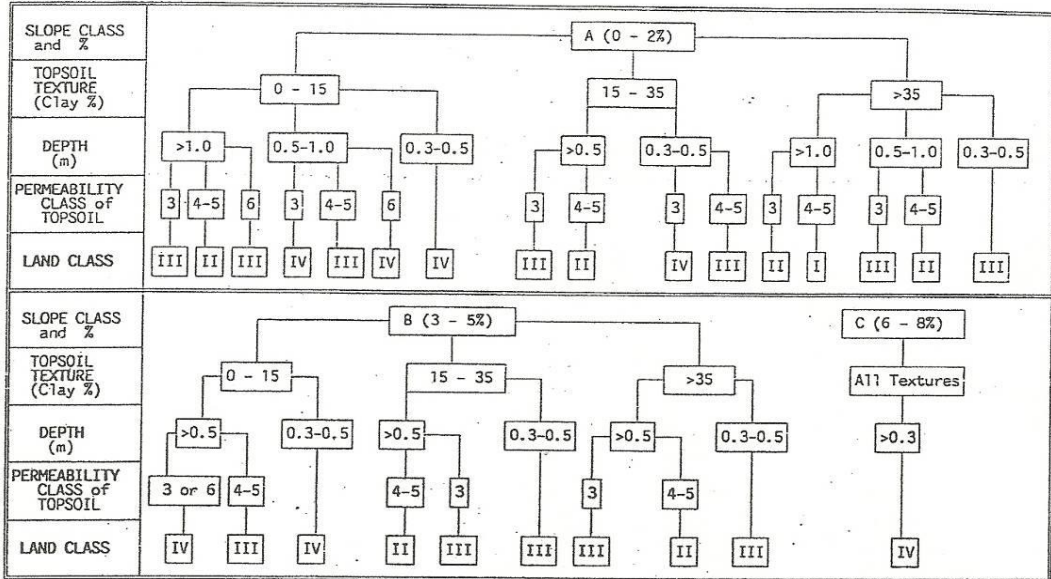 SLOPE CLASS
and %
A (0 - 2%)
TOPSOIL
TEXTURE
(Clay %)
0 - 15
15 - 35
>35
DEPTH
(m)
>1.0
0.5-1.0
0.3-0.5
>0.5
0.3-0.5
>1.0
0.5-1.0
0.3-0.5
PERMEABILITY
CLASS of
TOPSOIL
3
4-5
6
3
4-5
6
3
4-5
3
4-5
3
4-5
3
4-5
LAND CLASS
III
II
III
IV
III
IV
IV
III
II
IV
III
II
I
III
II
III
SLOPE CLASS
and %
B (3 - 5%)
C (6 - 8%)
TOPSOIL
TEXTURE
(Clay %)
0 - 15
15 - 35
>35
All Textures
DEPTH
(m)
>0.5
0.3-0.5
>0.5
0.3-0.5
>0.5
0.3-0.5
>0.3
PERMEABILITY
CLASS of
TOPSOIL
3 or 6
4-5
4-5
3
3
4-5
LAND CLASS
IV
III
IV
II
III
III
III
II
III
IV